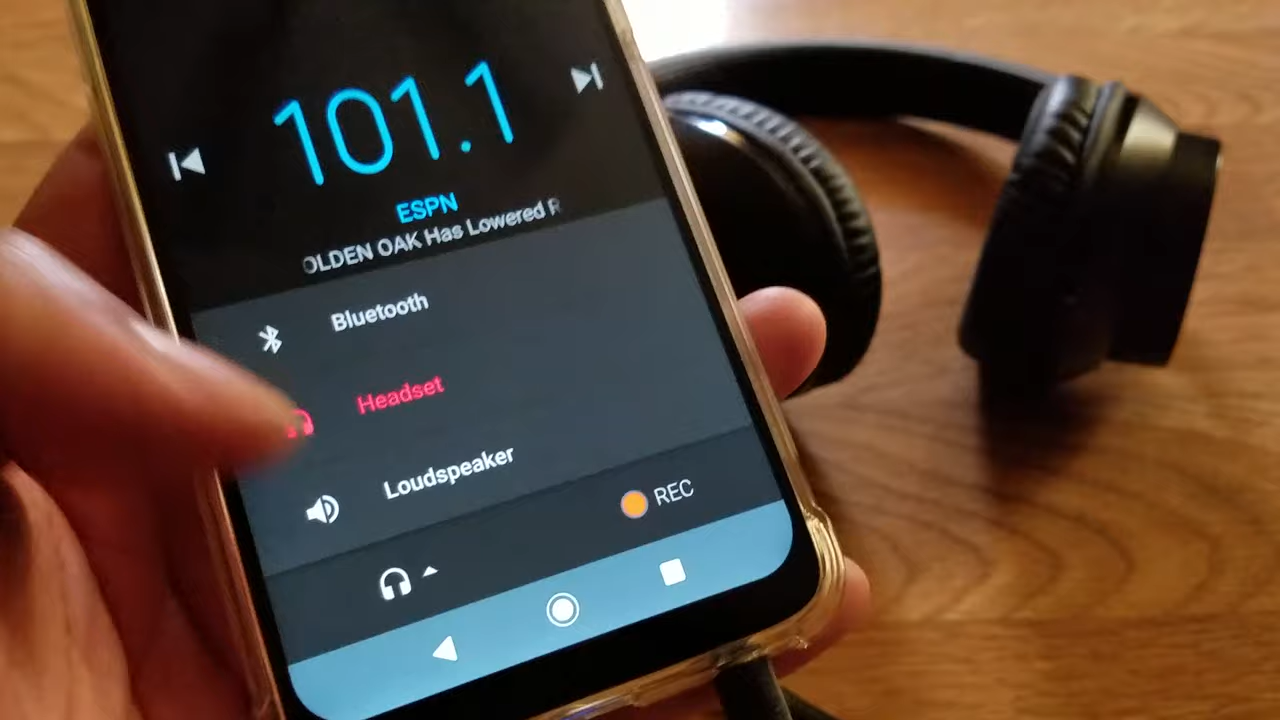 101.1
ESPN
OLDEN OAK Has Lowered R
Bluetooth
Headset
Loudspeaker
REC